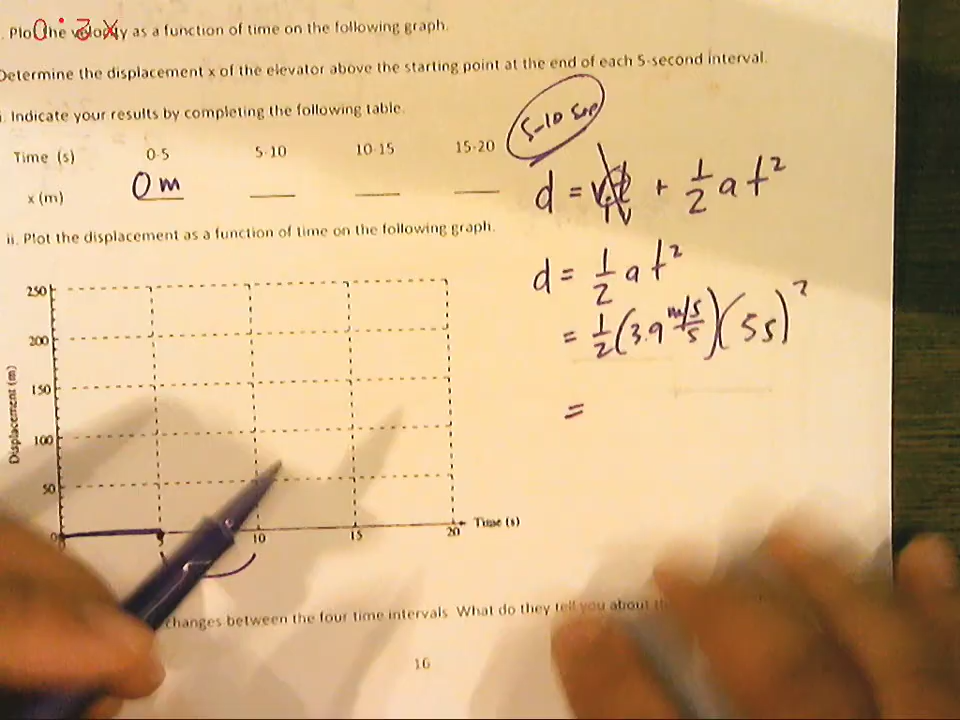 . Plot the velocity as a function of time on the following graph.
Determine the displacement x of the elevator above the starting point at the end of each 5-second interval.
i. Indicate your results by completing the following table.
5-10 sec
Time (s) 0-5 5-10 10-15 15-20
x (m) 0 m
d = + 1/2 a t²
ii. Plot the displacement as a function of time on the following graph.
d = 1/2 a t²
= 1/2 (3.9 m/s/s)(5s)²
=
250
200
150
100
50
0
Displacement (m)
10 15 20 Time (s)
changes between the four time intervals. What do they tell you about
16